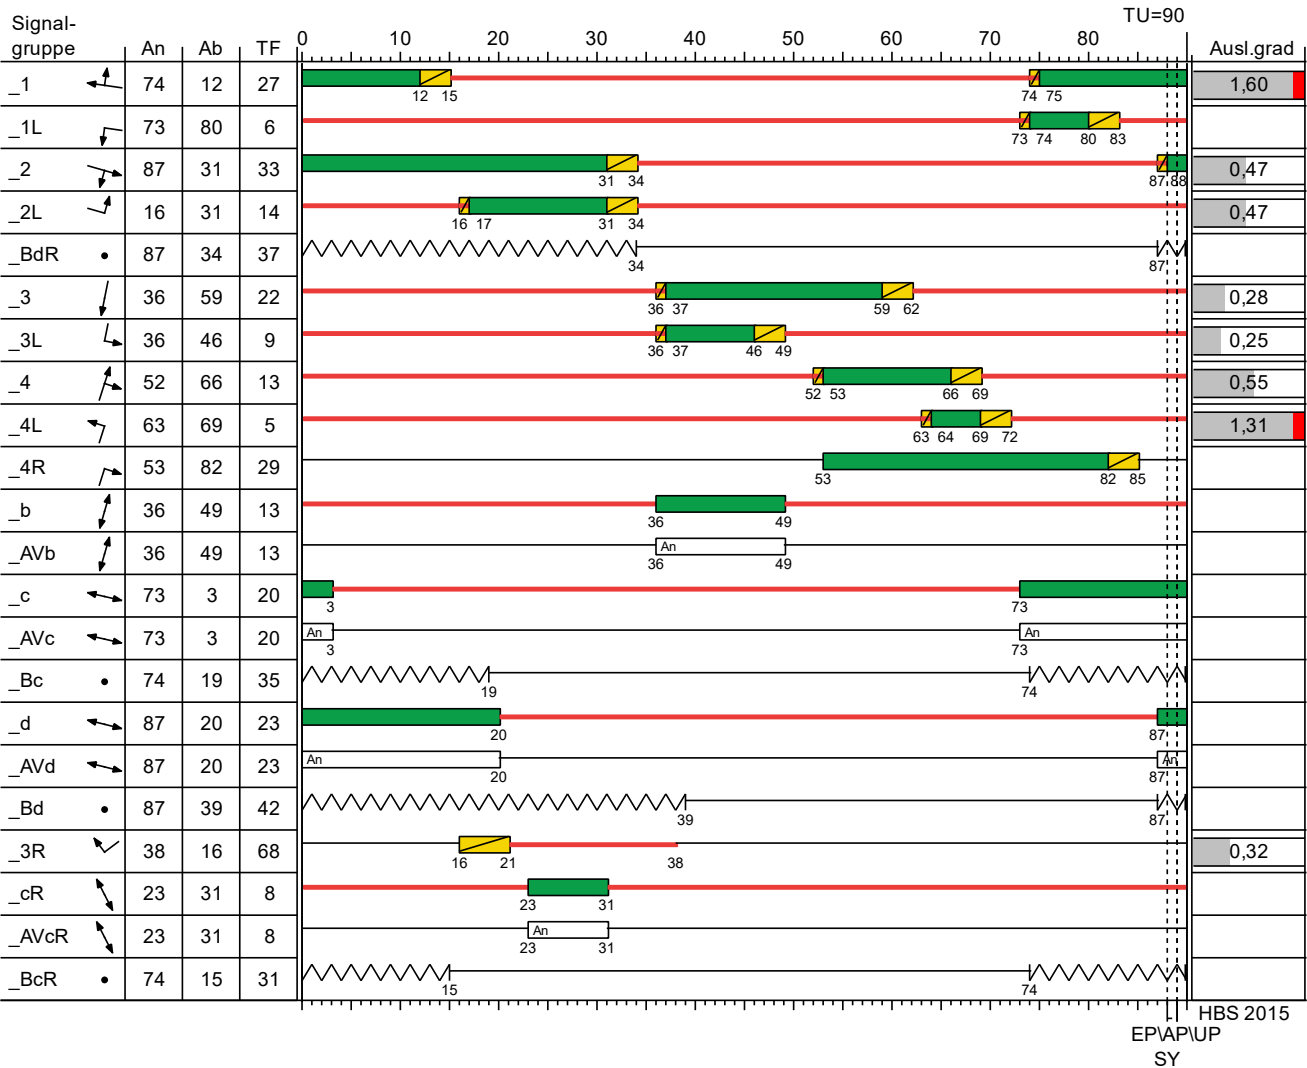 TU=90
Signal-
gruppe An Ab TF 0 10 20 30 40 50 60 70 80 Ausl.grad
_1 74 12 27 12 15 74 75 1,60
_1L 73 80 6 73 74 80 83
_2 87 31 33 31 34 87 88 0,47
_2L 16 31 14 16 17 31 34 0,47
_BdR 87 34 37 34 87
_3 36 59 22 36 37 59 62 0,28
_3L 36 46 9 36 37 46 49 0,25
_4 52 66 13 52 53 66 69 0,55
_4L 63 69 5 63 64 69 72 1,31
_4R 53 82 29 53 82 85
_b 36 49 13 36 49
_AVb 36 49 13 An 36 49
_c 73 3 20 3 73
_AVc 73 3 20 An 3 An 73
_Bc 74 19 35 19 74
_d 87 20 23 20 87
_AVd 87 20 23 An 20 An 87
_Bd 87 39 42 39 87
_3R 38 16 68 16 21 38 0,32
_cR 23 31 8 23 31
_AVcR 23 31 8 An 23 31
_BcR 74 15 31 15 74
HBS 2015
EP\AP\UP
SY